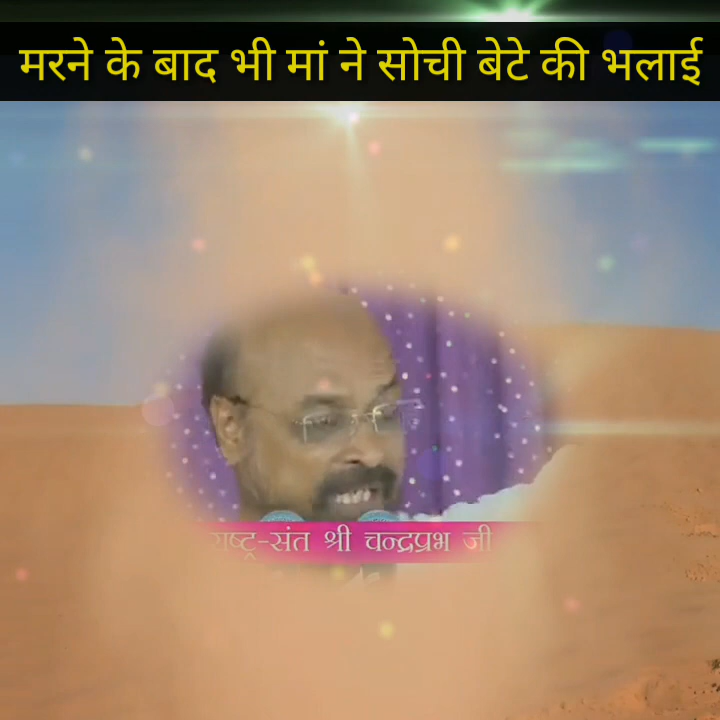 मरने के बाद भी मां ने सोची बेटे की भलाई
राष्ट्र-संत श्री चन्द्रप्रभ जी